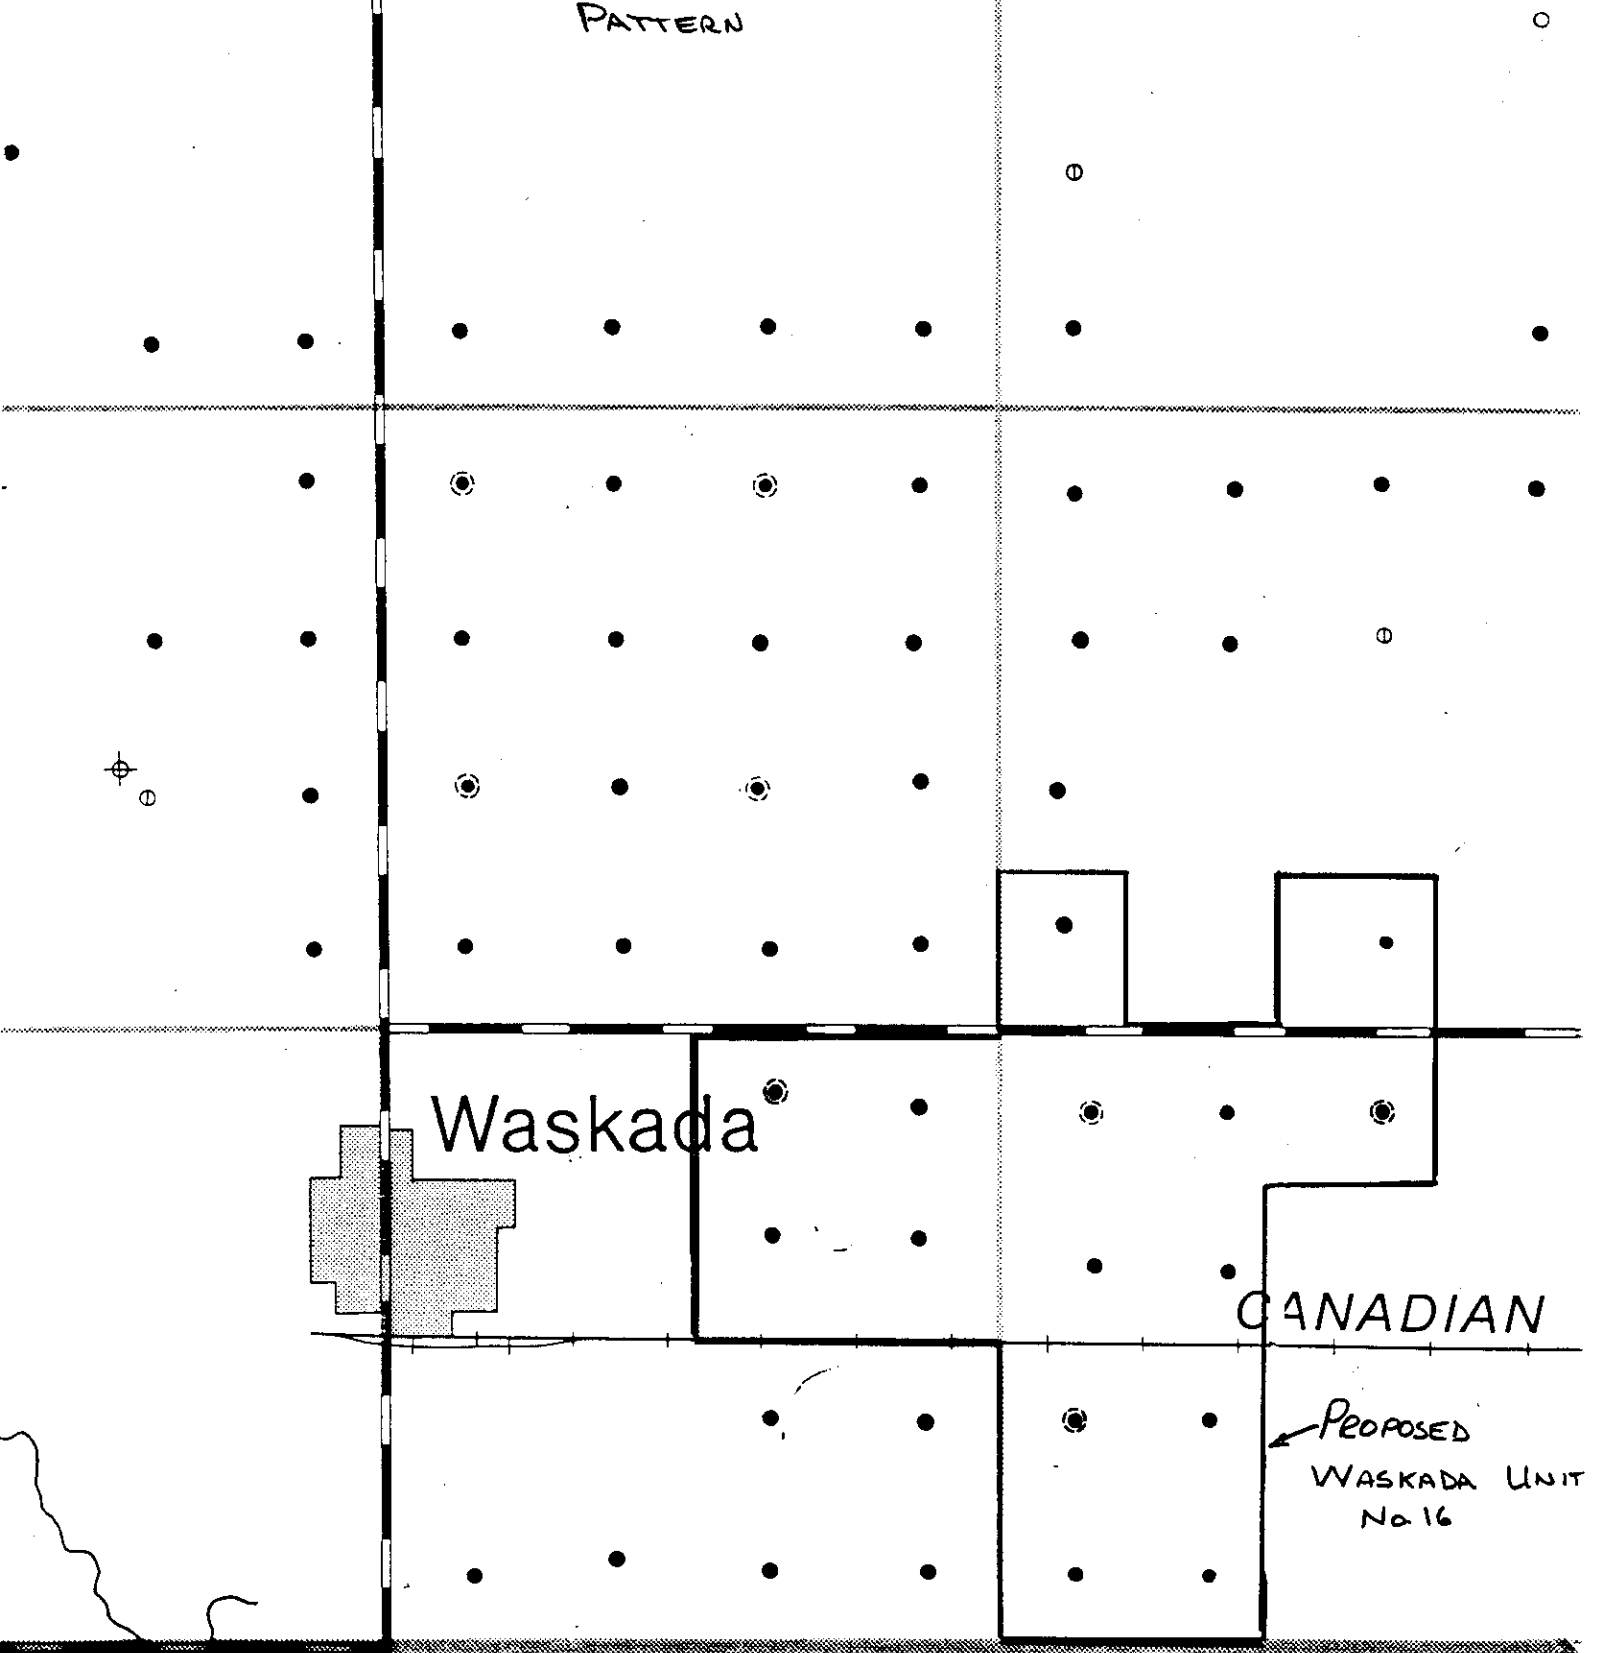 PATTERN
Waskada
CANADIAN
PROPOSED
WASKADA UNIT
No 16